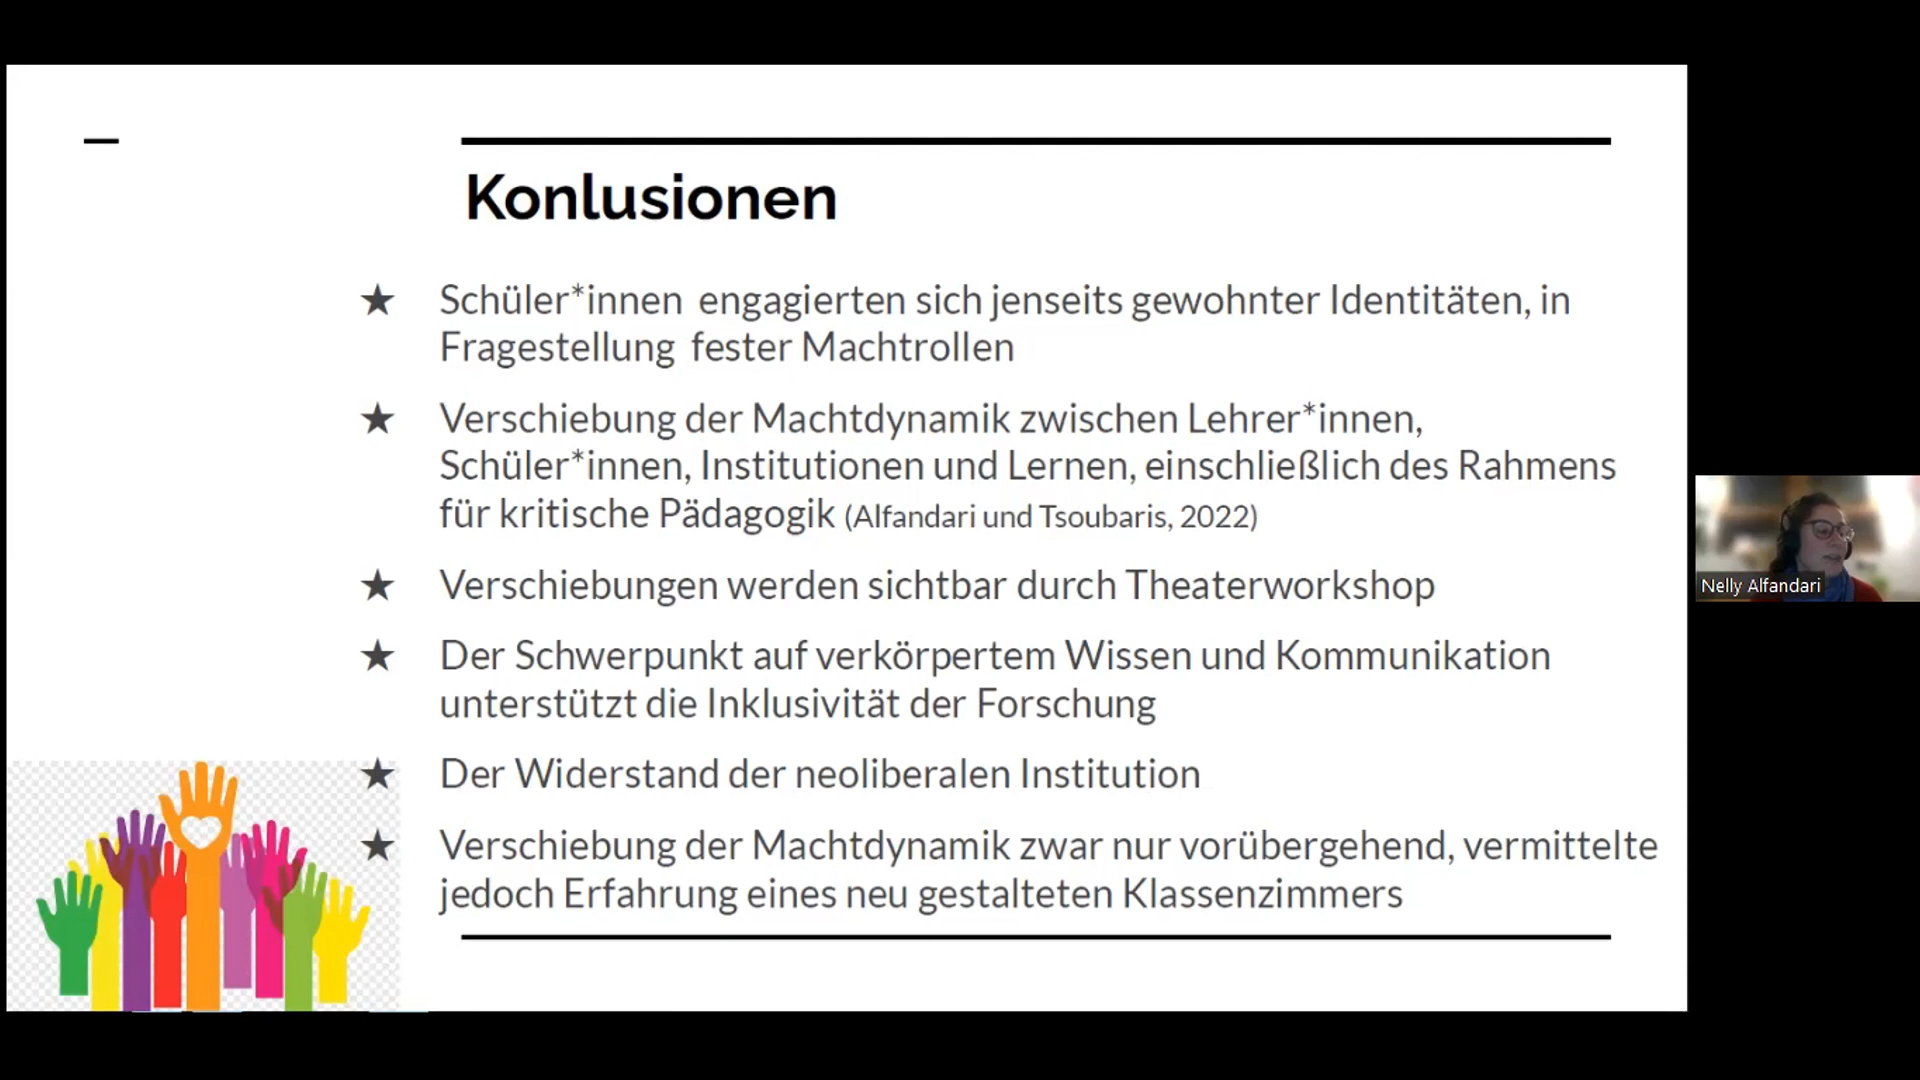 Konlusionen
★ Schüler*innen engagierten sich jenseits gewohnter Identitäten, in
Fragestellung fester Machtrollen
★ Verschiebung der Machtdynamik zwischen Lehrer*innen,
Schüler*innen, Institutionen und Lernen, einschließlich des Rahmens
für kritische Pädagogik (Alfandari und Tsoubaris, 2022)
★ Verschiebungen werden sichtbar durch Theaterworkshop
★ Der Schwerpunkt auf verkörpertem Wissen und Kommunikation
unterstützt die Inklusivität der Forschung
★ Der Widerstand der neoliberalen Institution
★ Verschiebung der Machtdynamik zwar nur vorübergehend, vermittelte
jedoch Erfahrung eines neu gestalteten Klassenzimmers
Nelly Alfandari